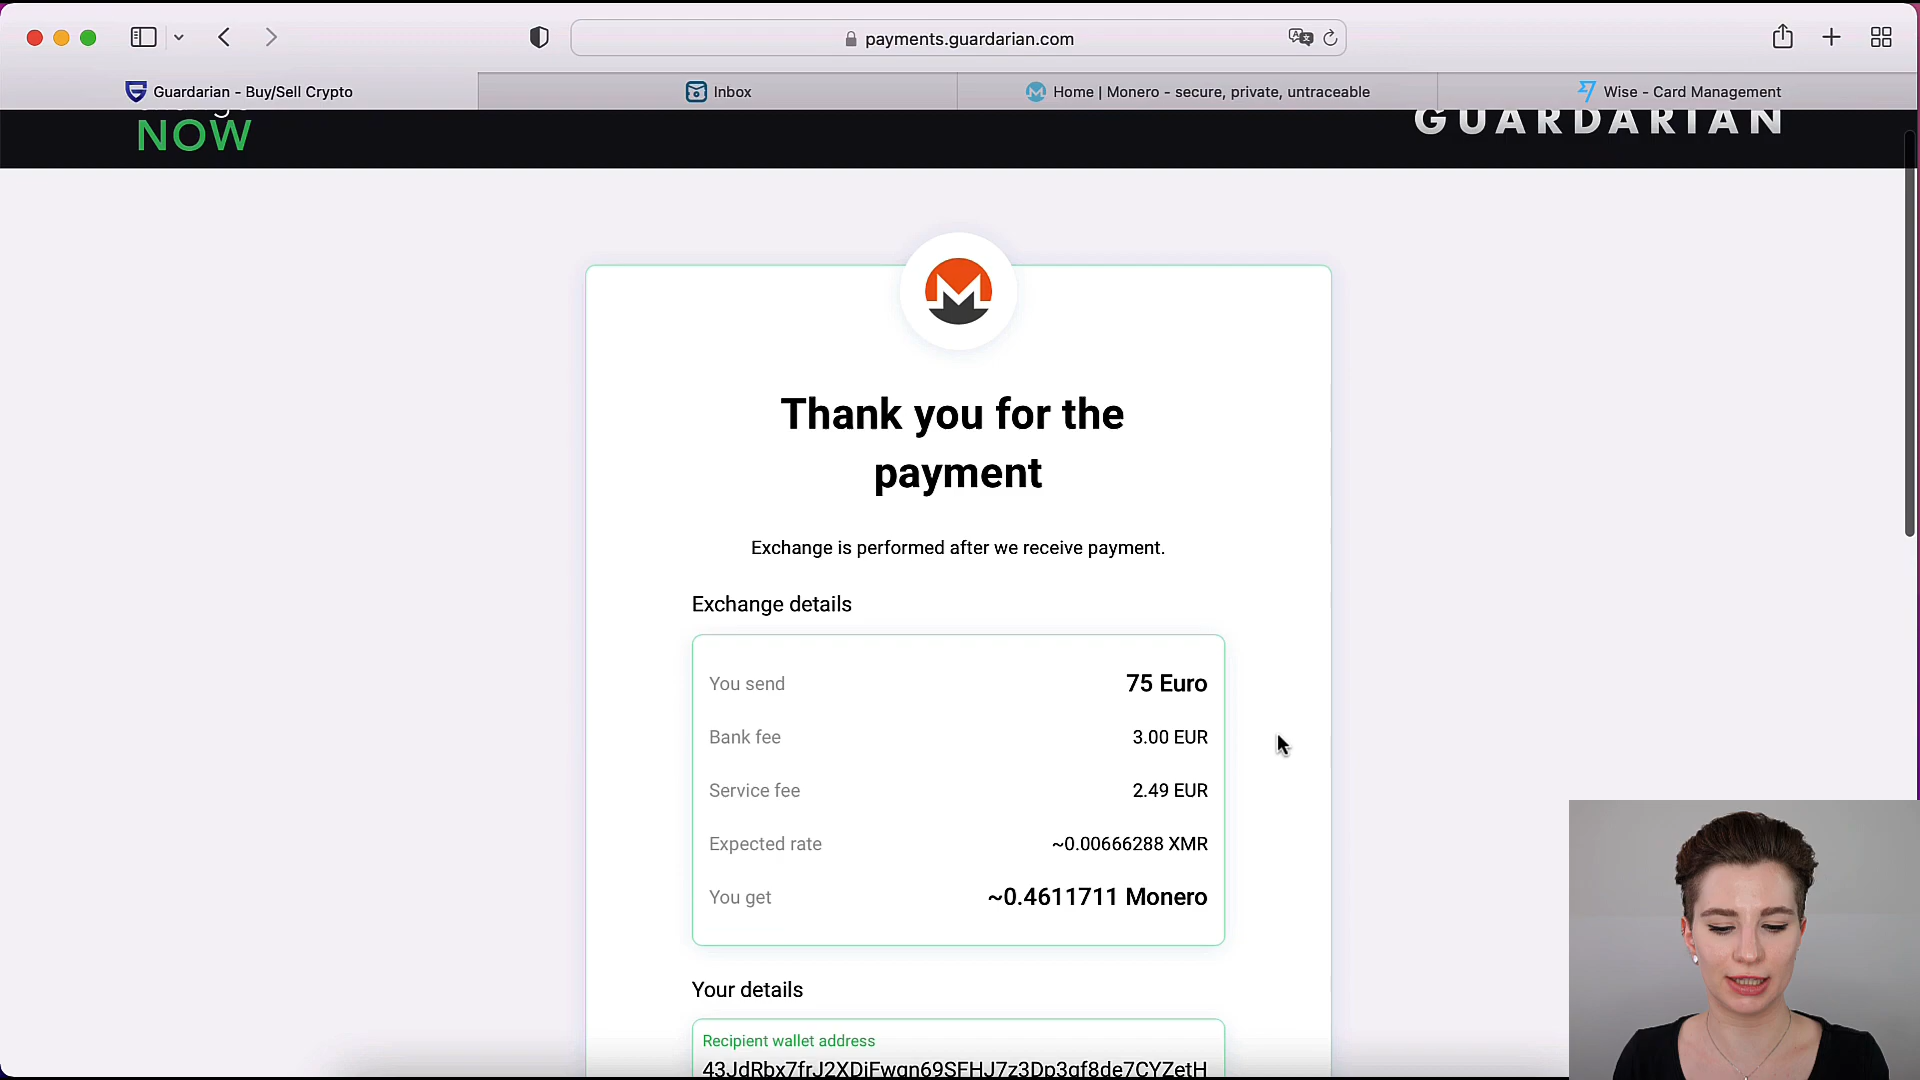 payments.guardarian.com
Guardarian - Buy/Sell Crypto
Inbox
Home | Monero - secure, private, untraceable
Wise - Card Management
NOW
GUARDARIAN
Thank you for the
payment
Exchange is performed after we receive payment.
Exchange details
You send
75 Euro
Bank fee
3.00 EUR
Service fee
2.49 EUR
Expected rate
~0.00666288 XMR
You get
~0.4611711 Monero
Your details
Recipient wallet address
43JdRbx7frJ2XDiFwqn69SFHJ7z3Dp3gf8de7CYZetH